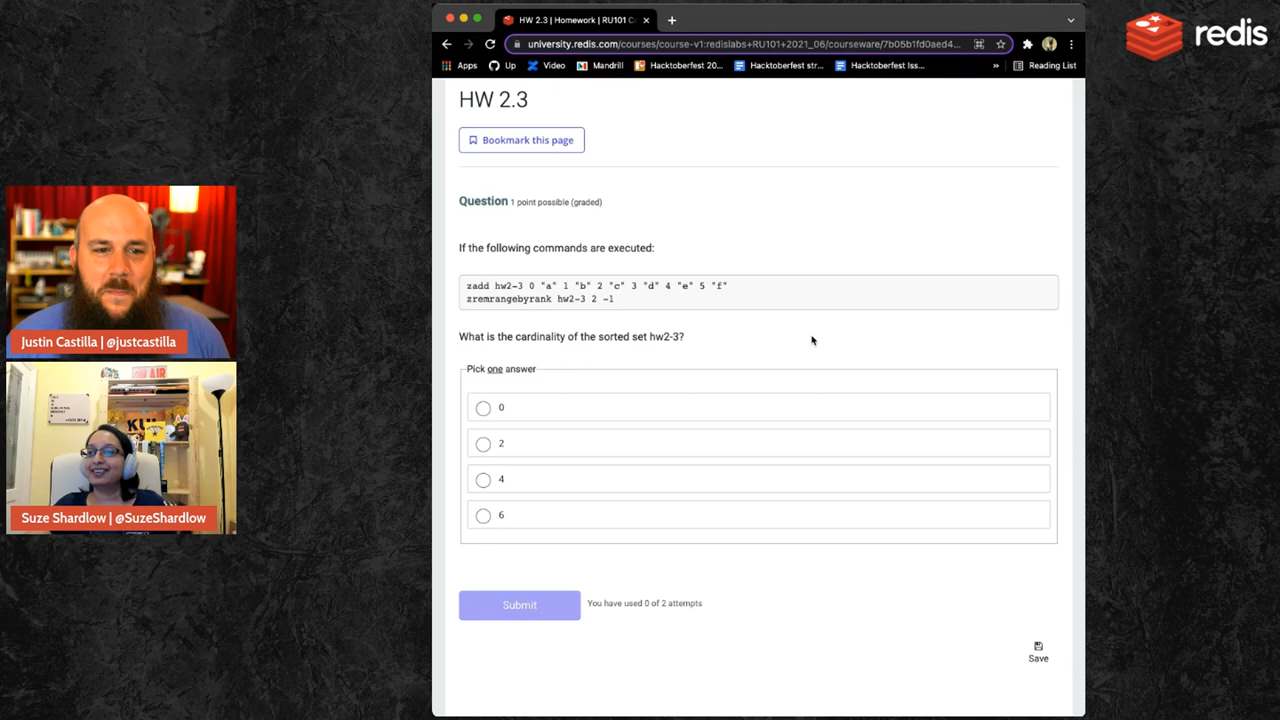 HW 2.3 | Homework | RU101 C
university.redis.com/courses/course-v1:redislabs+RU101+2021_06/courseware/7b05b1fd0aed4...
Apps Up Video Mandrill Hacktoberfest 20... Hacktoberfest str... Hacktoberfest Iss... » Reading List
redis
HW 2.3
Bookmark this page
Question 1 point possible (graded)
If the following commands are executed:
zadd hw2-3 0 "a" 1 "b" 2 "c" 3 "d" 4 "e" 5 "f"
zremrangebyrank hw2-3 2 -1
What is the cardinality of the sorted set hw2-3?
Pick one answer
0
2
4
6
Submit
You have used 0 of 2 attempts
Save
Justin Castilla | @justcastilla
ON AIR
Suze Shardlow | @SuzeShardlow